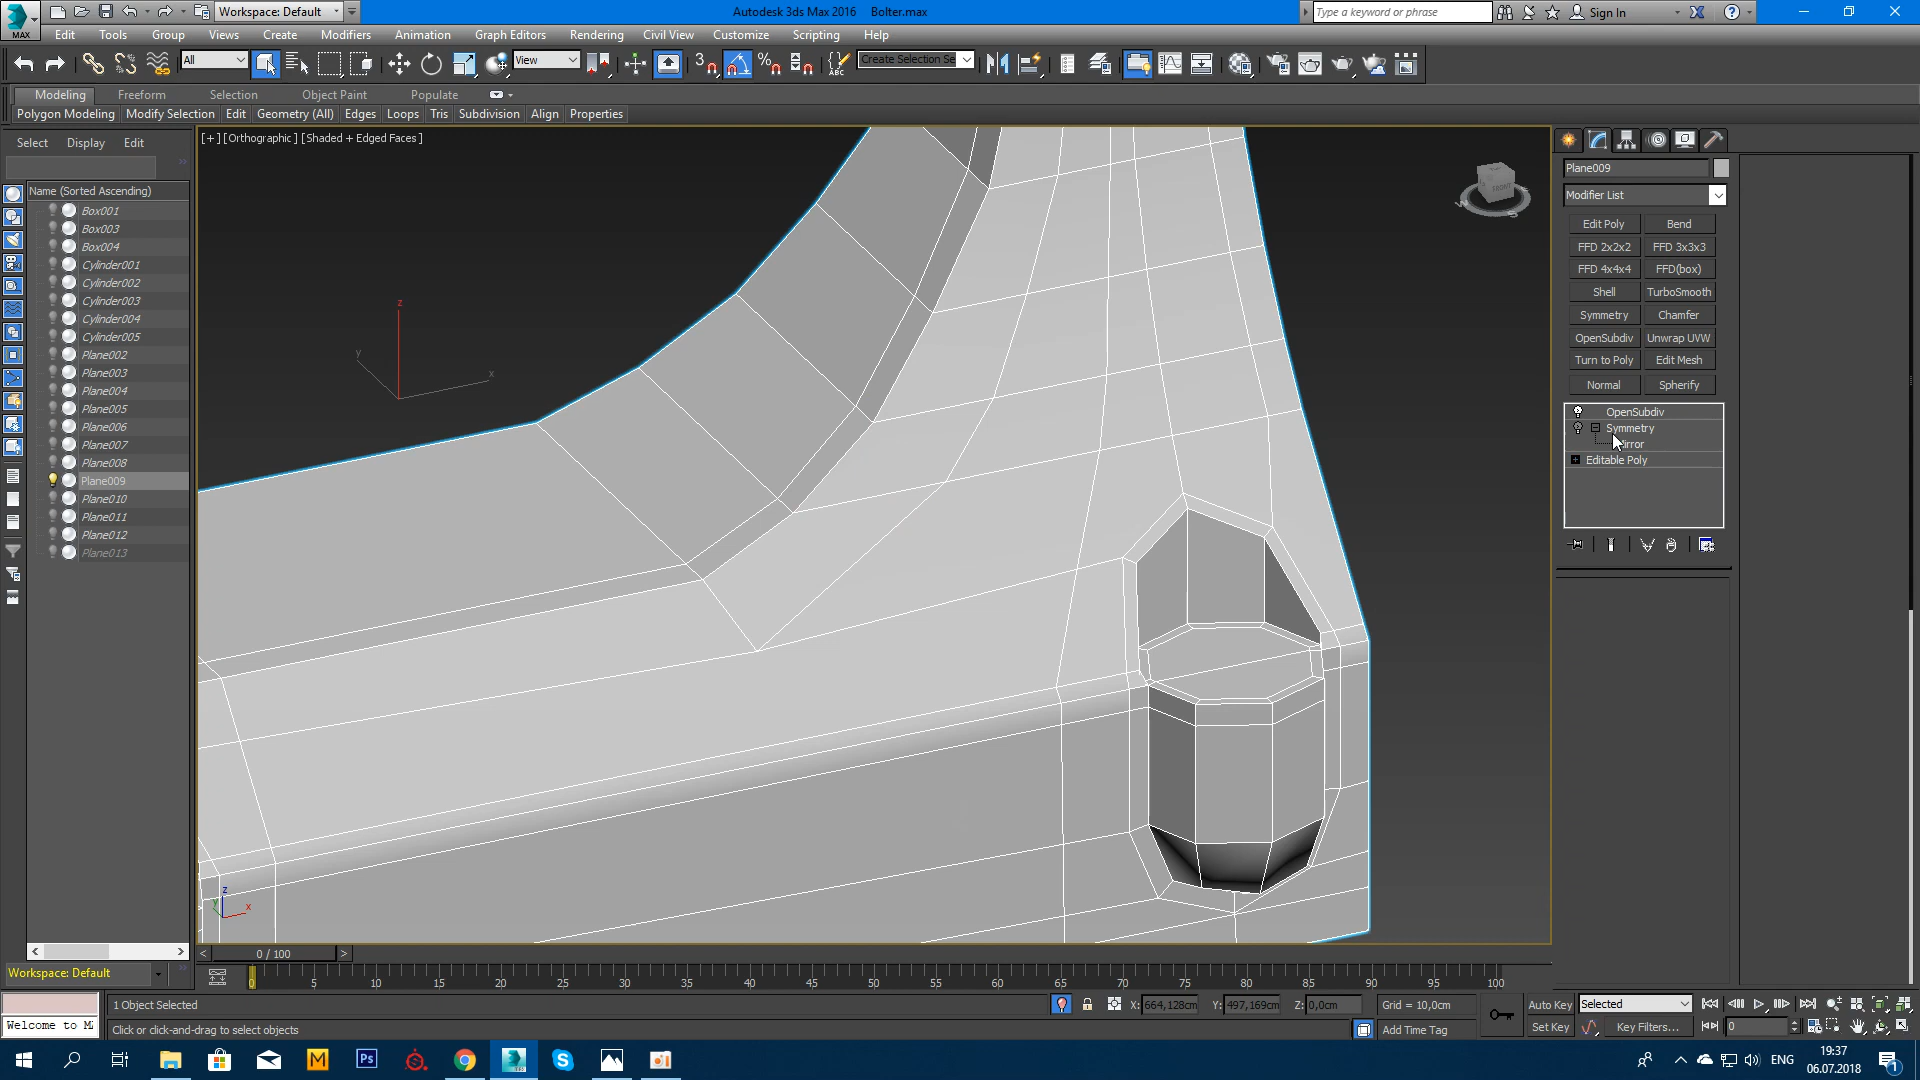 Workspace: Default
Autodesk 3ds Max 2016 Bolter.max
Type a keyword or phrase
Sign In
MAX
Edit Tools Group Views Create Modifiers Animation Graph Editors Rendering Civil View Customize Scripting Help
All
View
Create Selection Se
Modeling Freeform Selection Object Paint Populate
Polygon Modeling Modify Selection Edit Geometry (All) Edges Loops Tris Subdivision Align Properties
Select Display Edit
Name (Sorted Ascending)
Box001
Box003
Box004
Cylinder001
Cylinder002
Cylinder003
Cylinder004
Cylinder005
Plane002
Plane003
Plane004
Plane005
Plane006
Plane007
Plane008
Plane009
Plane010
Plane011
Plane012
Plane013
[+] [Orthographic ] [Shaded + Edged Faces ]
z
y
x
FRONT
z
y
x
Plane009
Modifier List
Edit Poly Bend
FFD 2x2x2 FFD 3x3x3
FFD 4x4x4 FFD(box)
Shell TurboSmooth
Symmetry Chamfer
OpenSubdiv Unwrap UVW
Turn to Poly Edit Mesh
Normal Spherify
OpenSubdiv
Symmetry
Editable Poly
< 0 / 100 >
Workspace: Default
0 5 10 15 20 25 30 35 40 45 50 55 60 65 70 75 80 85 90 95 100
1 Object Selected
X: 664,128cm Y: 497,169cm Z: 0,0cm Grid = 10,0cm
Auto Key Selected
Welcome to M
Click or click-and-drag to select objects
Add Time Tag
Set Key Key Filters... 0
ENG
19:37
06.07.2018